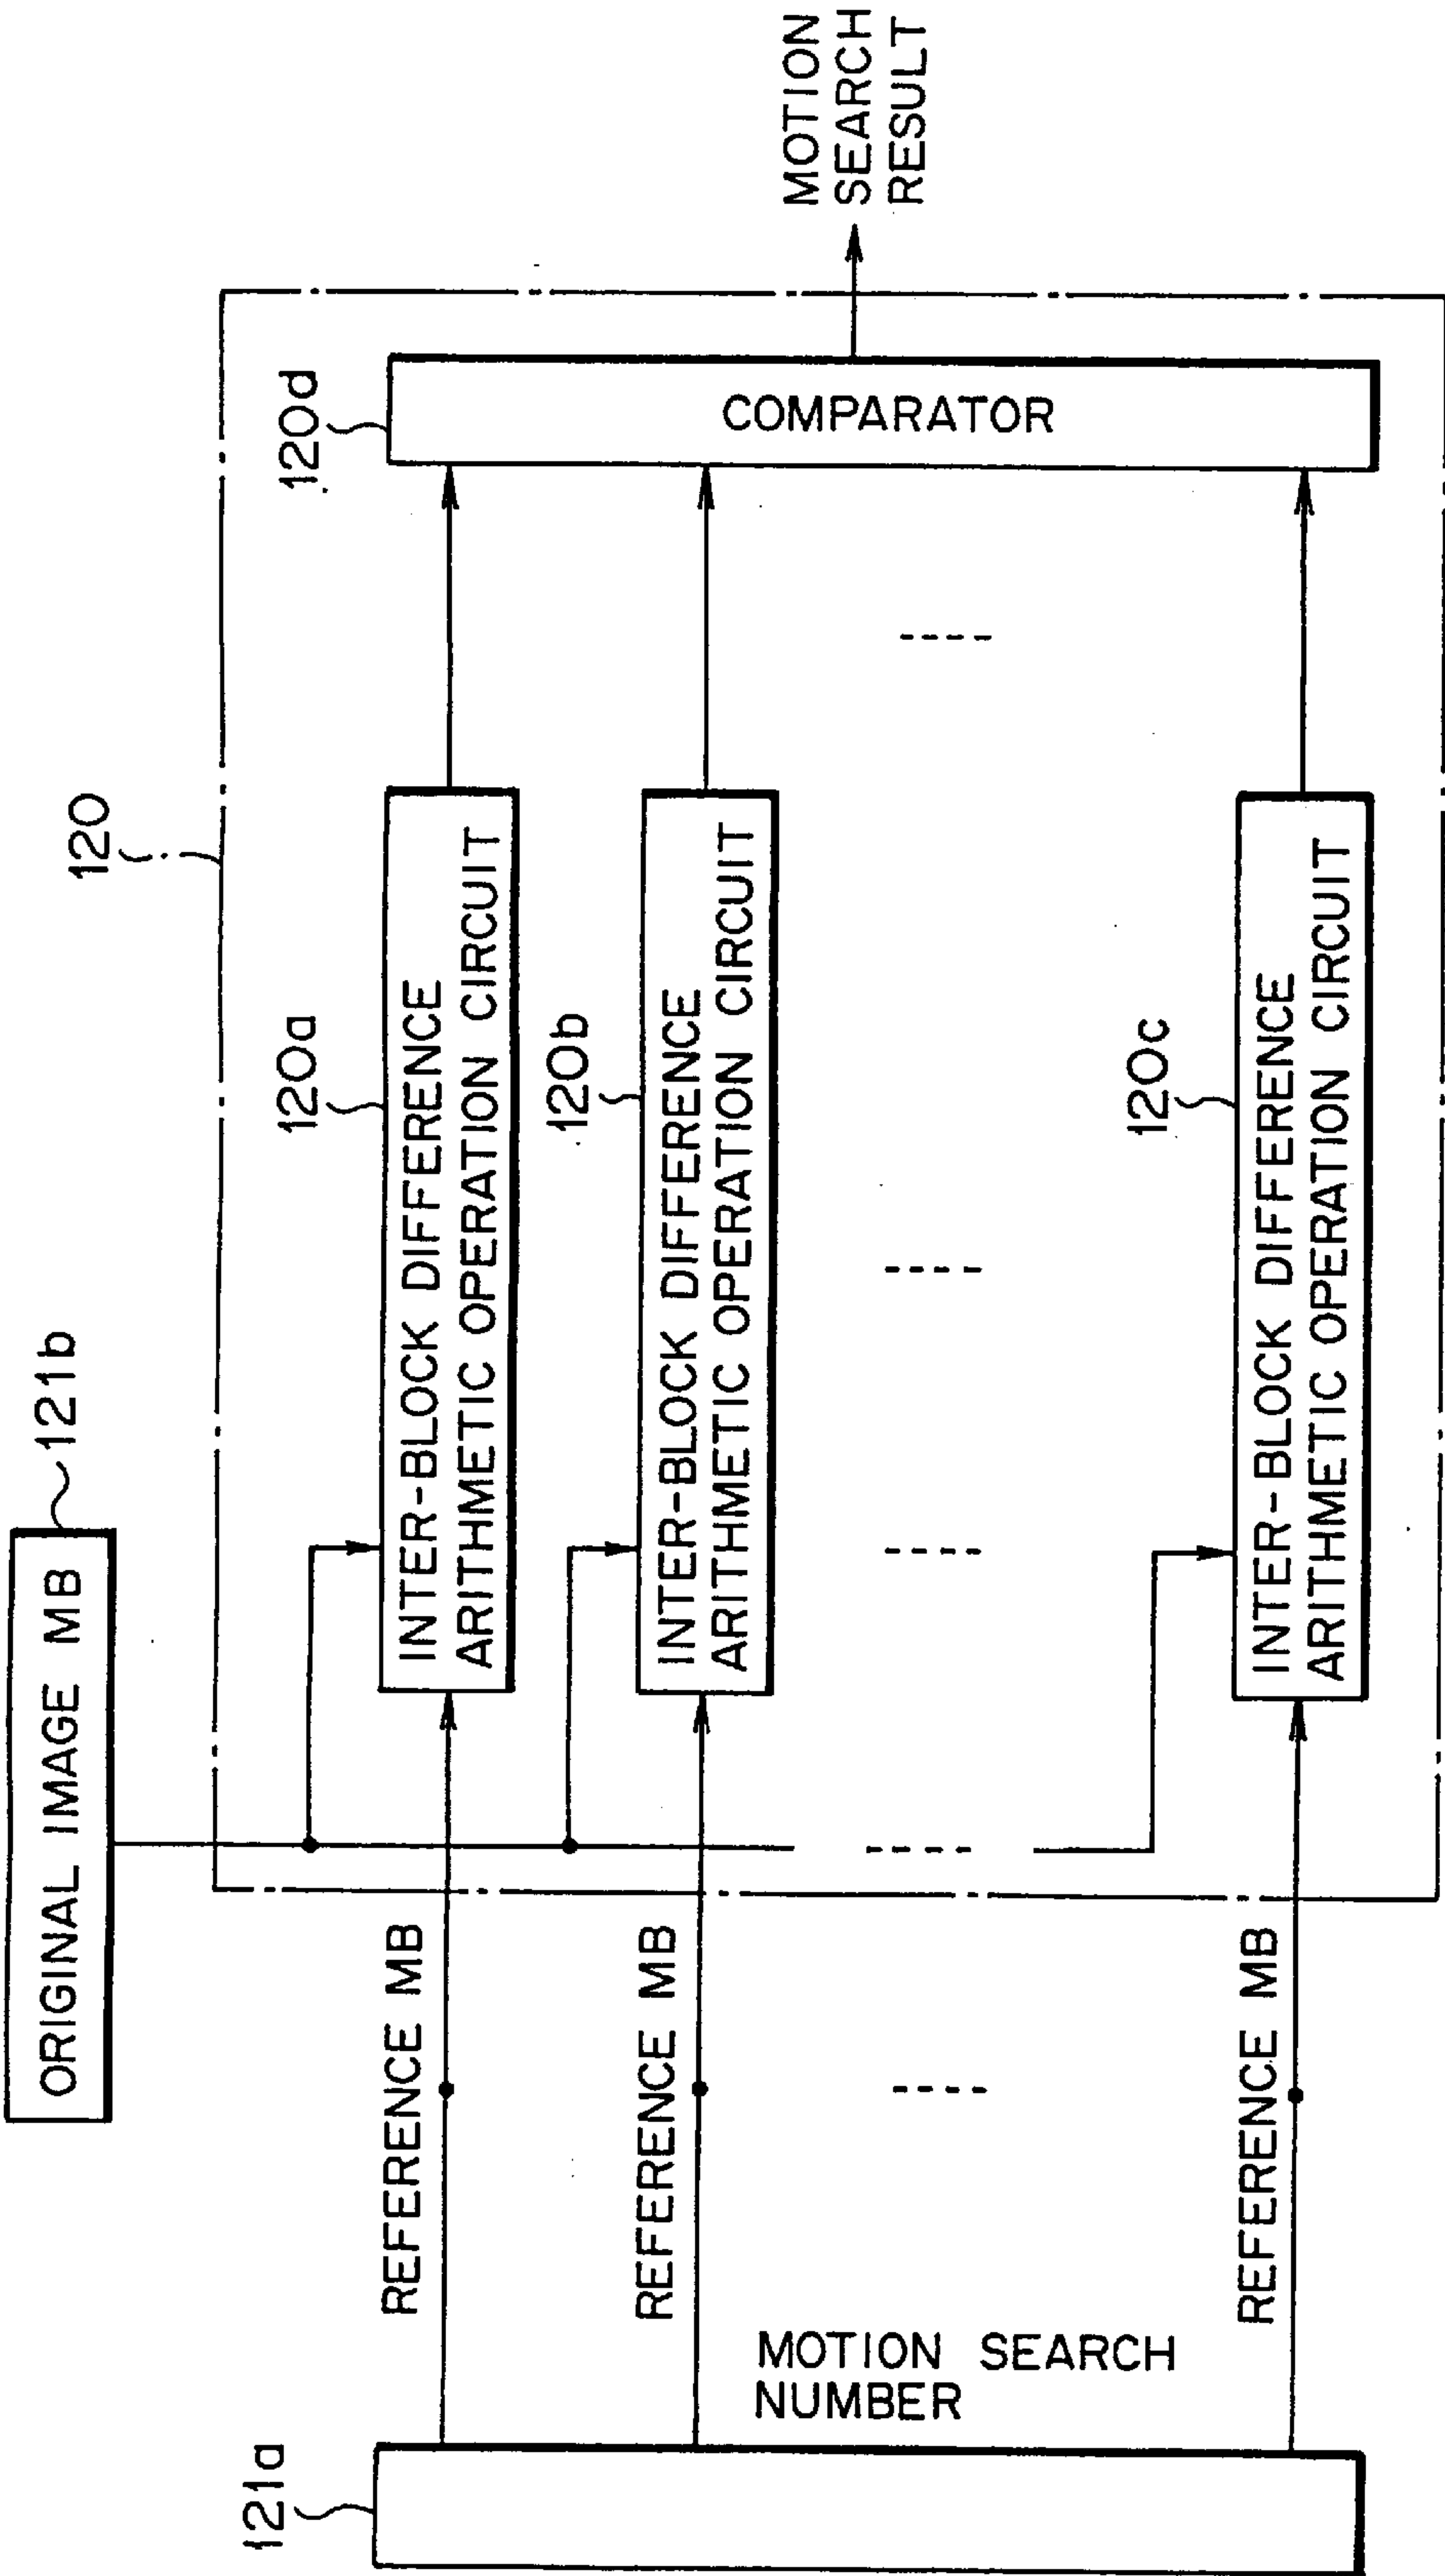 ORIGINAL IMAGE MB
121b
120
120a
INTER-BLOCK DIFFERENCE
ARITHMETIC OPERATION CIRCUIT
120d
COMPARATOR
MOTION
SEARCH
RESULT
120b
INTER-BLOCK DIFFERENCE
ARITHMETIC OPERATION CIRCUIT
120c
INTER-BLOCK DIFFERENCE
ARITHMETIC OPERATION CIRCUIT
121a
REFERENCE MB
REFERENCE MB
MOTION SEARCH
NUMBER
REFERENCE MB